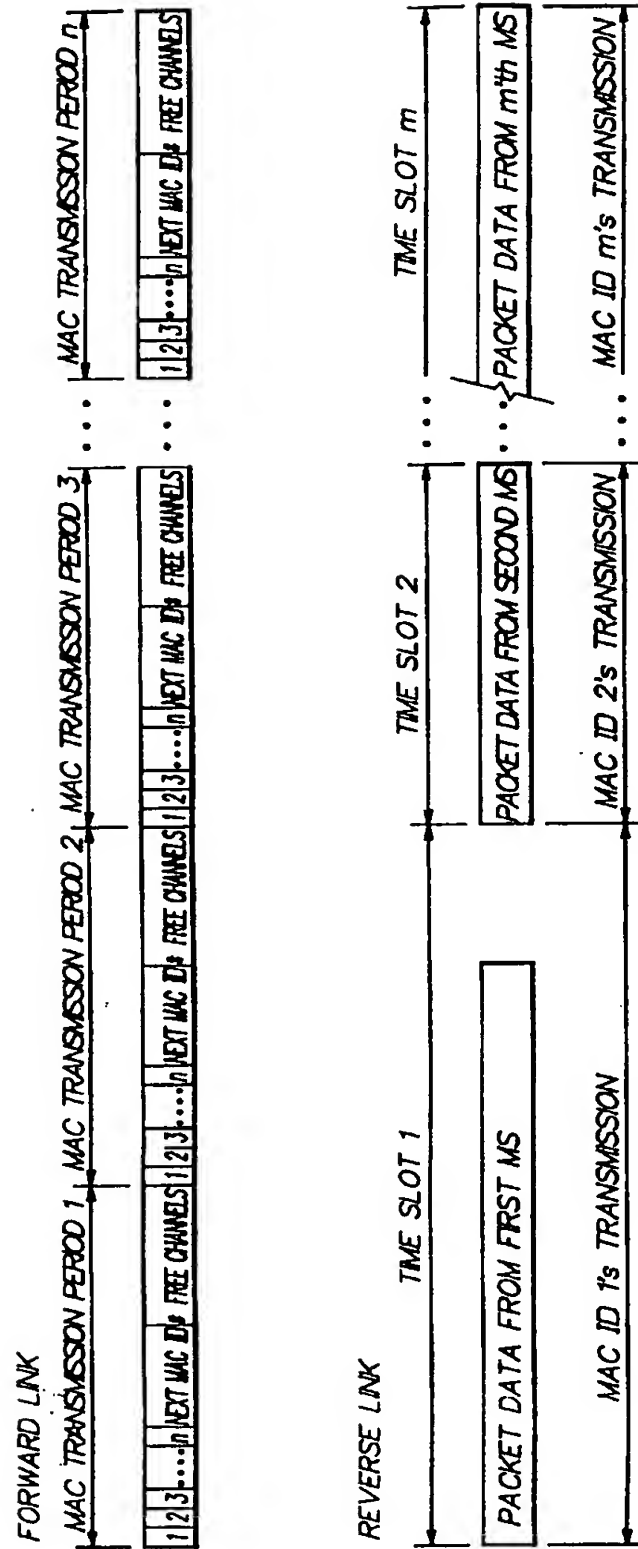 FORWARD LINK
MAC TRANSMISSION PERIOD 1 MAC TRANSMISSION PERIOD 2 MAC TRANSMISSION PERIOD 3 • • • MAC TRANSMISSION PERIOD n
1 2 3 •••• n NEXT MAC ID# FREE CHANNELS 1 2 3 •••• n NEXT MAC ID# FREE CHANNELS 1 2 3 •••• n NEXT MAC ID# FREE CHANNELS • • • 1 2 3 •••• n NEXT MAC ID# FREE CHANNELS
REVERSE LINK
TIME SLOT 1 TIME SLOT 2 • • • TIME SLOT m
PACKET DATA FROM FIRST MS PACKET DATA FROM SECOND MS • • • PACKET DATA FROM m'th MS
MAC ID 1's TRANSMISSION MAC ID 2's TRANSMISSION • • • MAC ID m's TRANSMISSION